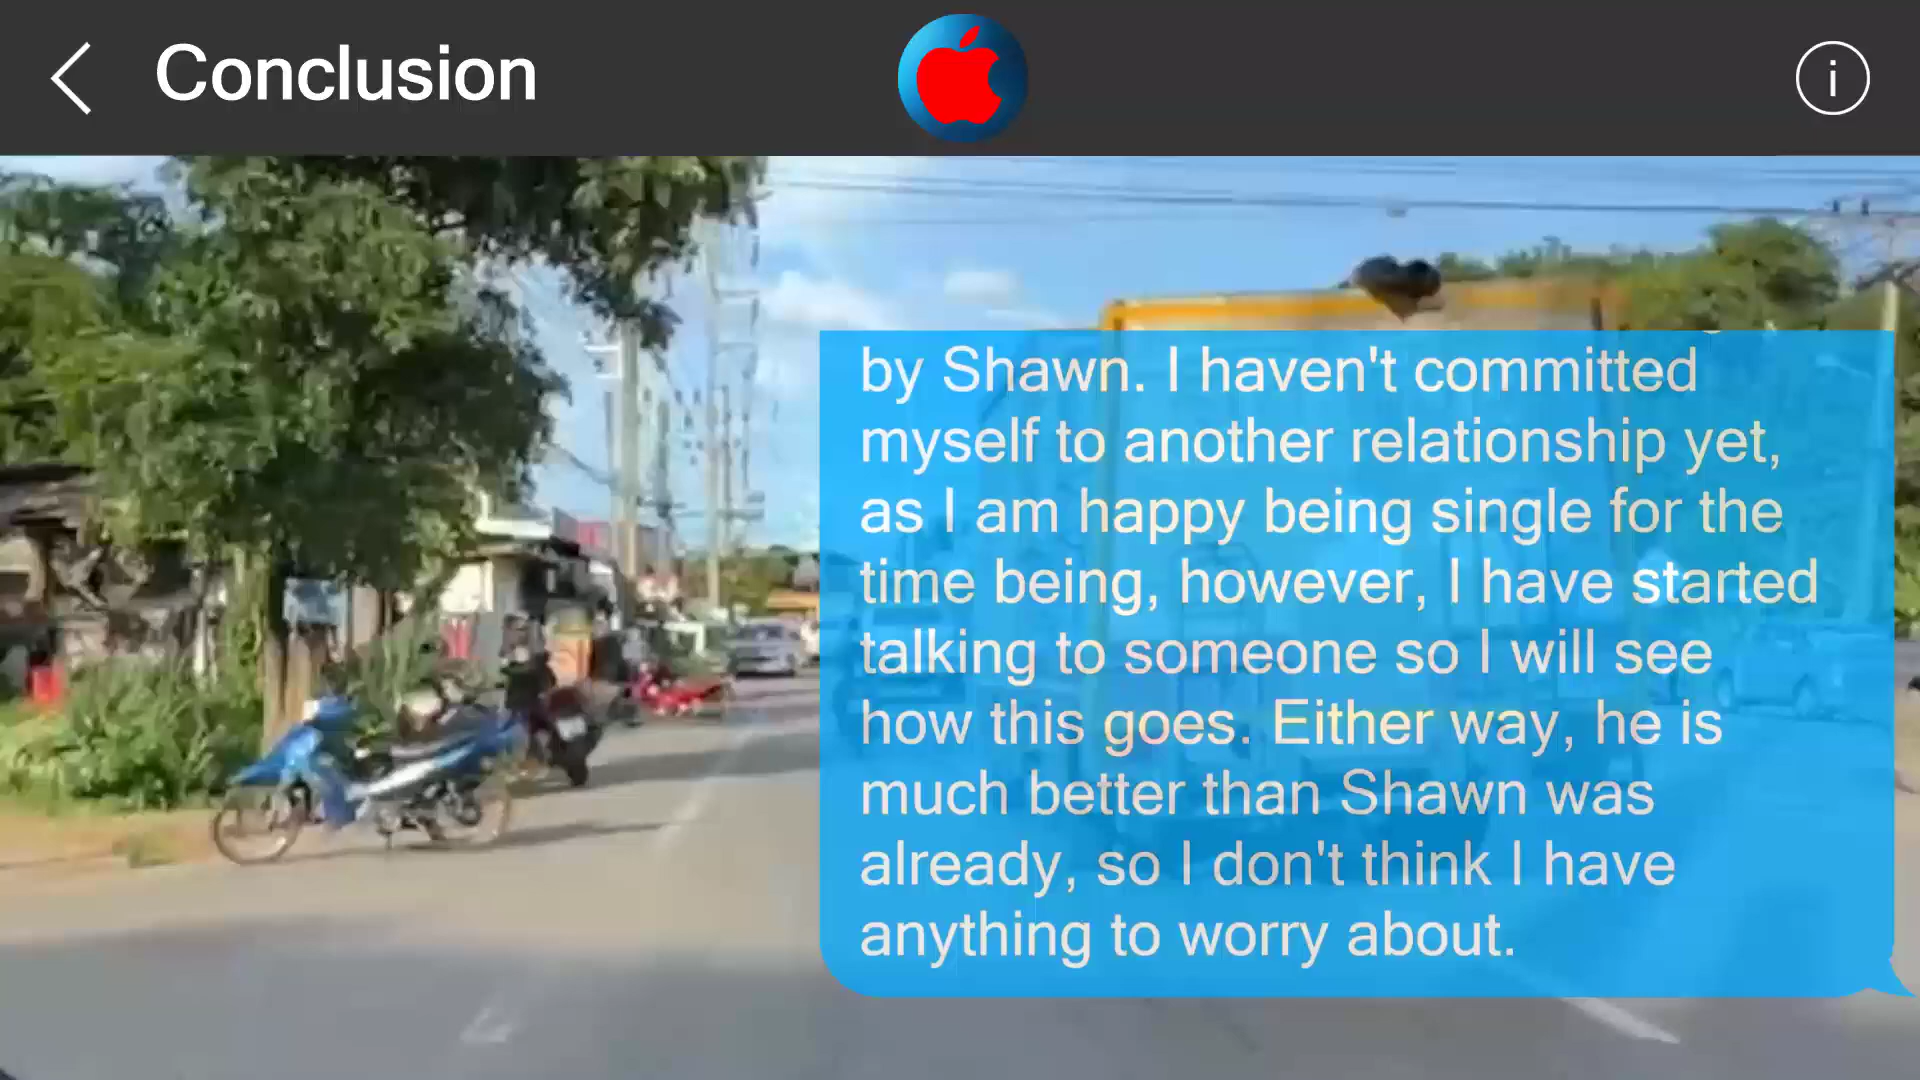 Conclusion
i
by Shawn. I haven't committed
myself to another relationship yet,
as I am happy being single for the
time being, however, I have started
talking to someone so I will see
how this goes. Either way, he is
much better than Shawn was
already, so I don't think I have
anything to worry about.